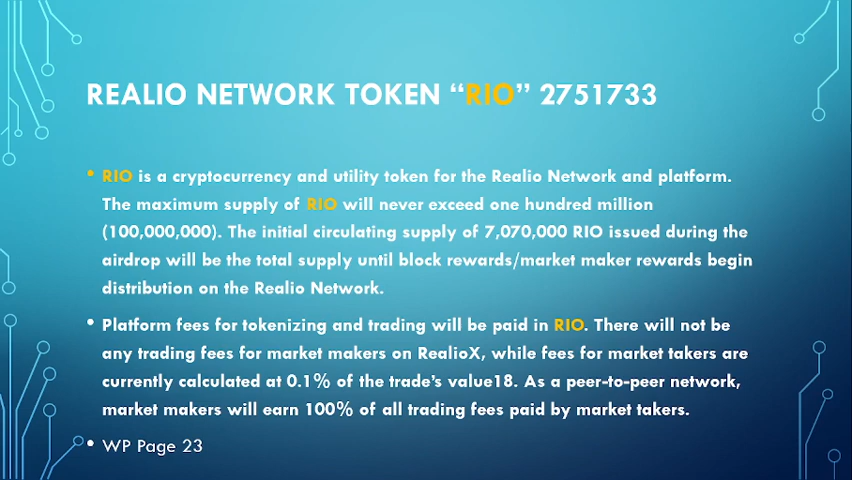 REALIO NETWORK TOKEN “RIO” 2751733
• RIO is a cryptocurrency and utility token for the Realio Network and platform.
The maximum supply of RIO will never exceed one hundred million
(100,000,000). The initial circulating supply of 7,070,000 RIO issued during the
airdrop will be the total supply until block rewards/market maker rewards begin
distribution on the Realio Network.
• Platform fees for tokenizing and trading will be paid in RIO. There will not be
any trading fees for market makers on RealioX, while fees for market takers are
currently calculated at 0.1% of the trade’s value18. As a peer-to-peer network,
market makers will earn 100% of all trading fees paid by market takers.
• WP Page 23